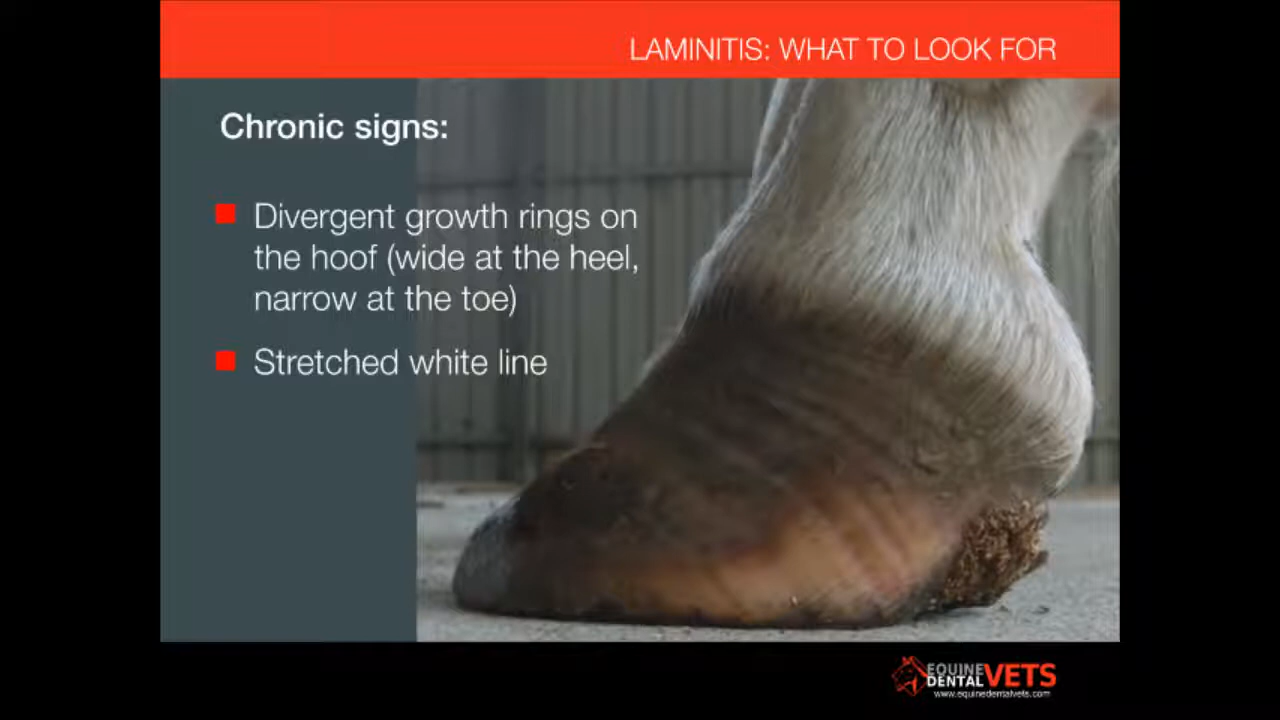 LAMINITIS: WHAT TO LOOK FOR
Chronic signs:
Divergent growth rings on
the hoof (wide at the heel,
narrow at the toe)
Stretched white line
EQUINE
DENTAL VETS
www.equinedentalvets.com